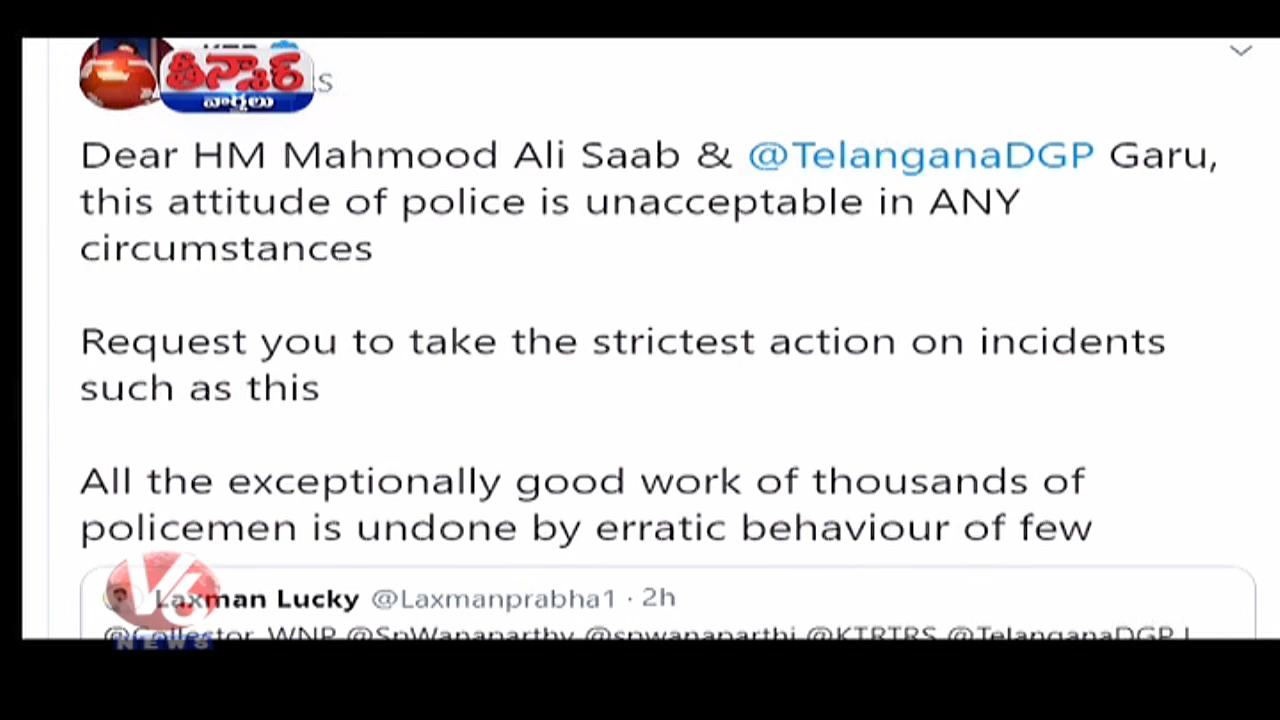 తీన్మార్
వార్తలు
Dear HM Mahmood Ali Saab & @TelanganaDGP Garu,
this attitude of police is unacceptable in ANY
circumstances
Request you to take the strictest action on incidents
such as this
All the exceptionally good work of thousands of
policemen is undone by erratic behaviour of few
Laxman Lucky @Laxmanprabha1 · 2h
@Collector_WNP @SpWanaparthy @spwanaparthi @KTRTRS @TelanganaDGP I
V6
NEWS